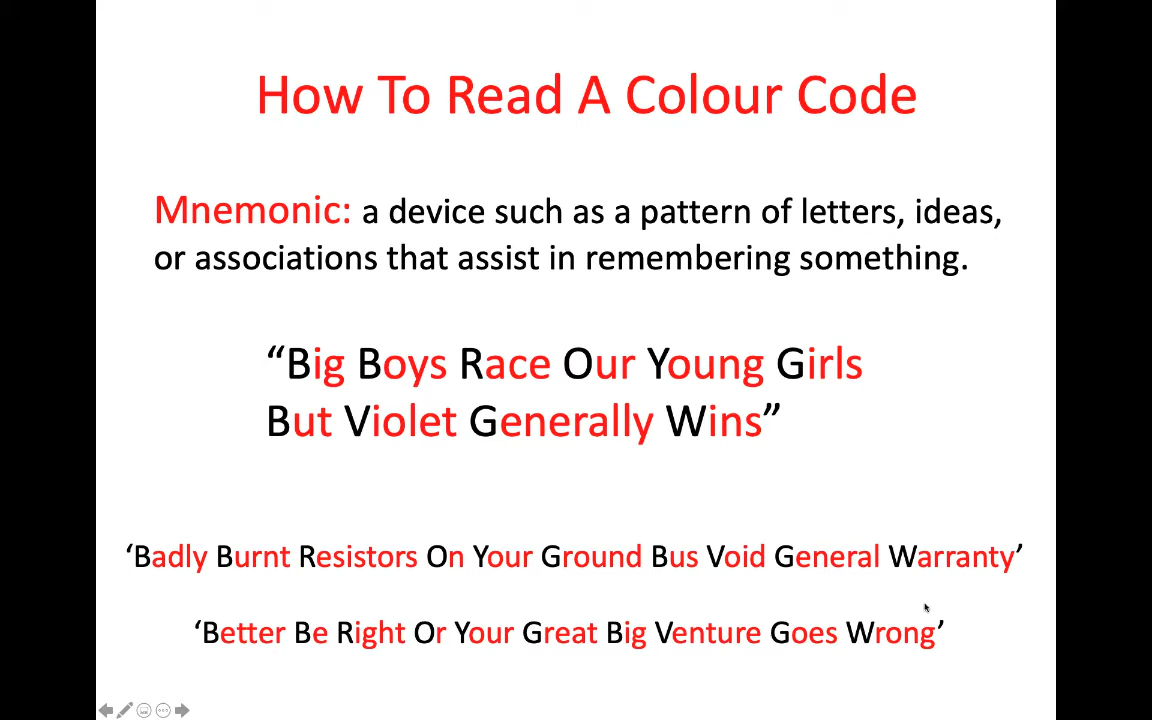 How To Read A Colour Code
Mnemonic: a device such as a pattern of letters, ideas,
or associations that assist in remembering something.
“Big Boys Race Our Young Girls
But Violet Generally Wins”
‘Badly Burnt Resistors On Your Ground Bus Void General Warranty’
‘Better Be Right Or Your Great Big Venture Goes Wrong’